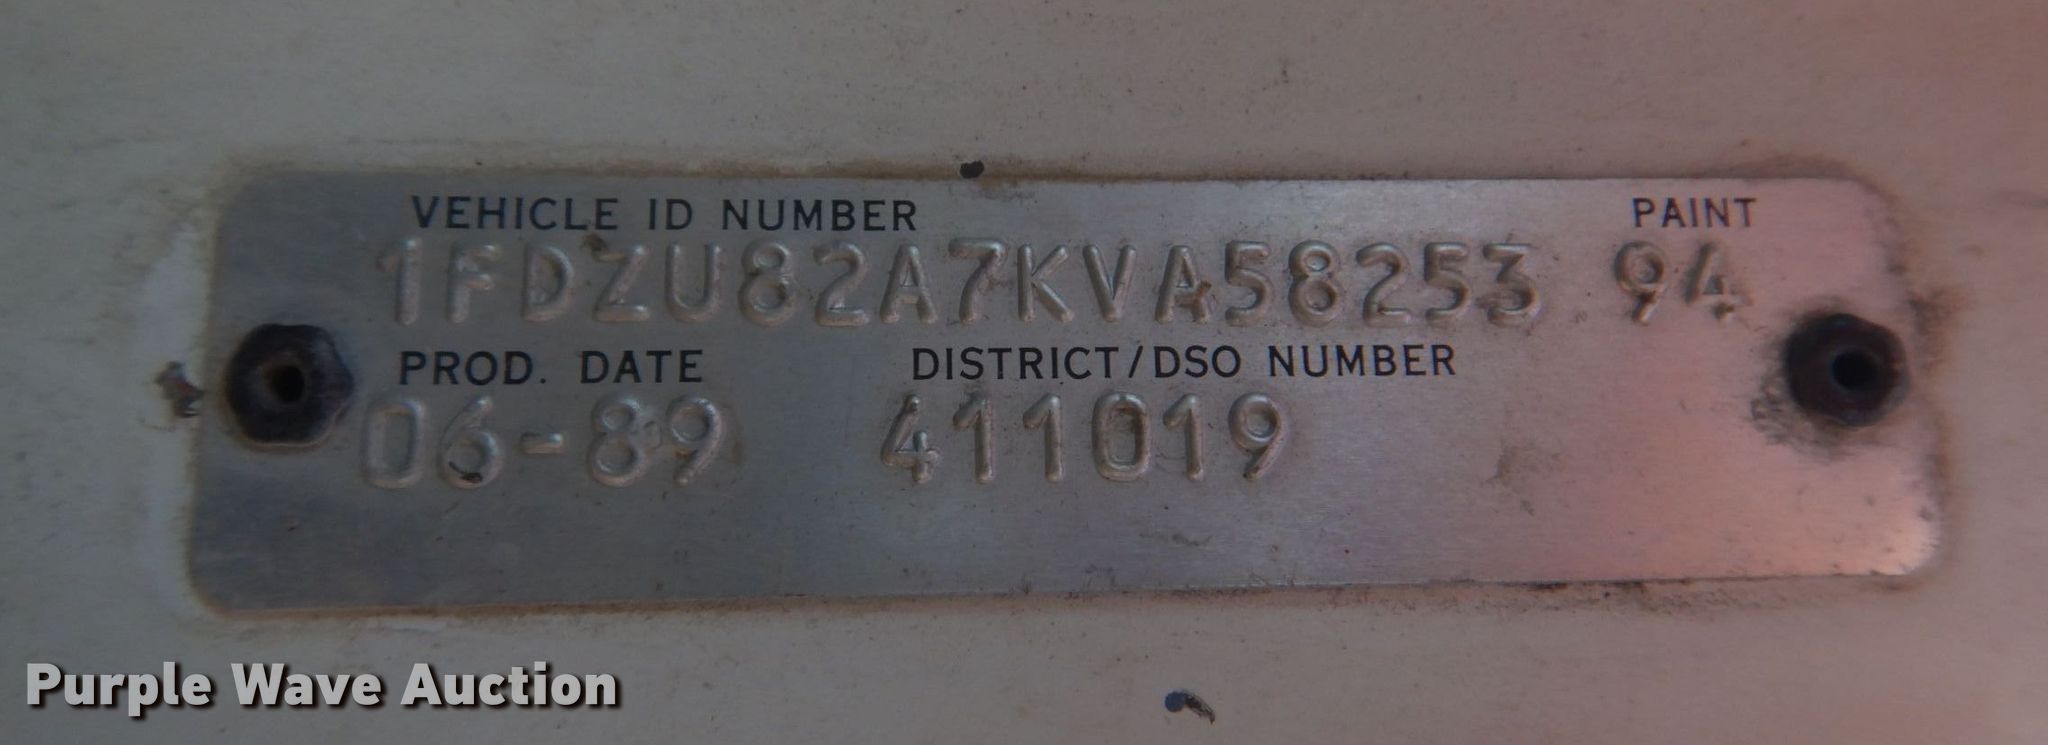 VEHICLE ID NUMBER PAINT
1FDZU82A7KVA58253 94
PROD. DATE DISTRICT/DSO NUMBER
06-89 411019
Purple Wave Auction